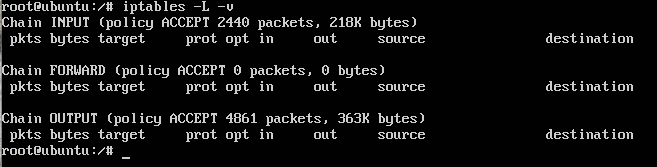 root@ubuntu:/# iptables -L -v
Chain INPUT (policy ACCEPT 2440 packets, 218K bytes)
 pkts bytes target     prot opt in     out     source               destination
Chain FORWARD (policy ACCEPT 0 packets, 0 bytes)
 pkts bytes target     prot opt in     out     source               destination
Chain OUTPUT (policy ACCEPT 4861 packets, 363K bytes)
 pkts bytes target     prot opt in     out     source               destination
root@ubuntu:/# _